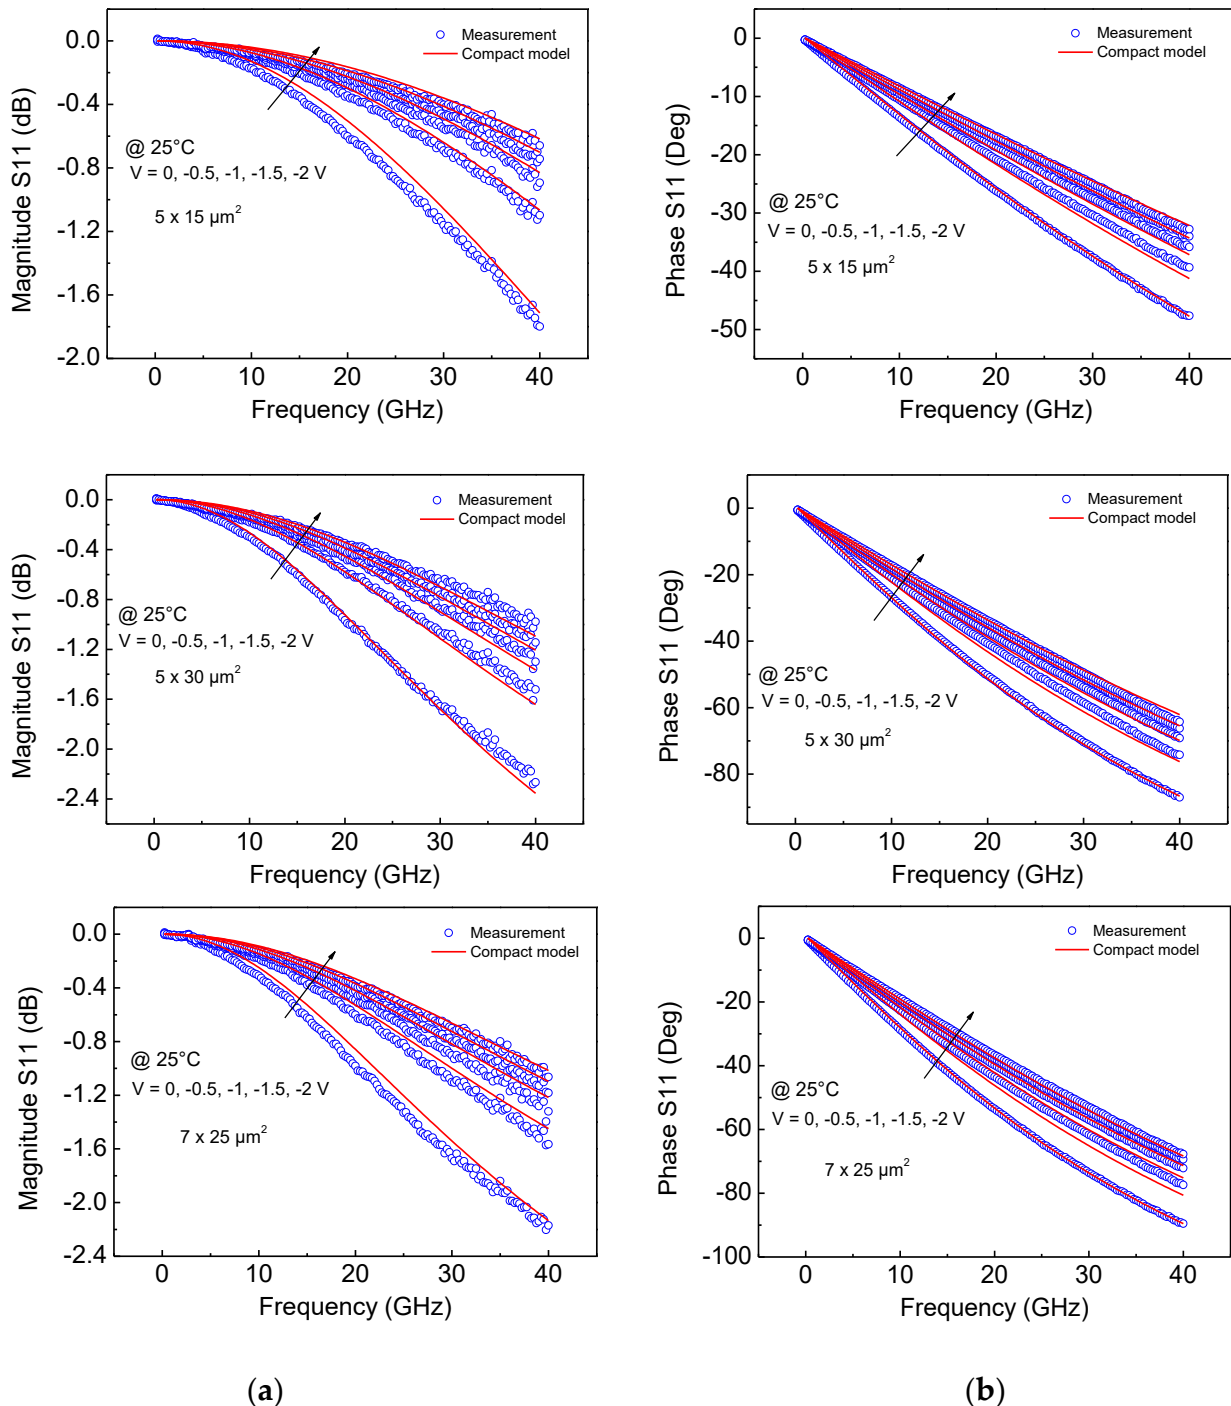 Measurement
Compact model
0.0
-0.4
-0.8
-1.2
-1.6
-2.0
Magnitude S11 (dB)
@ 25°C
V = 0, -0.5, -1, -1.5, -2 V
5 x 15 µm²
0 10 20 30 40
Frequency (GHz)
Measurement
Compact model
0
-10
-20
-30
-40
-50
Phase S11 (Deg)
@ 25°C
V = 0, -0.5, -1, -1.5, -2 V
5 x 15 µm²
0 10 20 30 40
Frequency (GHz)
Measurement
Compact model
0.0
-0.4
-0.8
-1.2
-1.6
-2.0
-2.4
Magnitude S11 (dB)
@ 25°C
V = 0, -0.5, -1, -1.5, -2 V
5 x 30 µm²
0 10 20 30 40
Frequency (GHz)
Measurement
Compact model
0
-20
-40
-60
-80
Phase S11 (Deg)
@ 25°C
V = 0, -0.5, -1, -1.5, -2 V
5 x 30 µm²
0 10 20 30 40
Frequency (GHz)
Measurement
Compact model
0.0
-0.4
-0.8
-1.2
-1.6
-2.0
-2.4
Magnitude S11 (dB)
@ 25°C
V = 0, -0.5, -1, -1.5, -2 V
7 x 25 µm²
0 10 20 30 40
Frequency (GHz)
Measurement
Compact model
0
-20
-40
-60
-80
-100
Phase S11 (Deg)
@ 25°C
V = 0, -0.5, -1, -1.5, -2 V
7 x 25 µm²
0 10 20 30 40
Frequency (GHz)
(a)
(b)